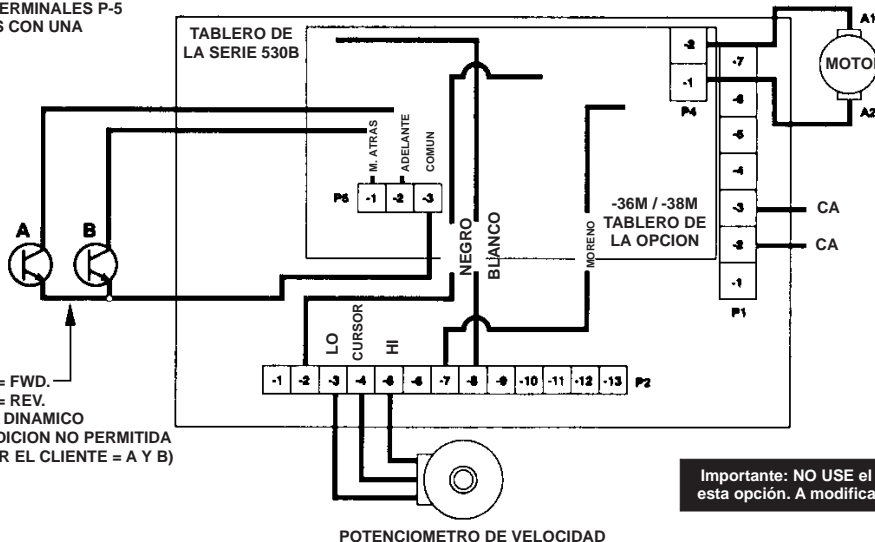 TERMINALES P-5
S CON UNA
TABLERO DE
LA SERIE 530B
M. ATRAS
ADELANTE
COMUN
P5
-1 -2 -3
A
B
-2
-1
P4
-7
-6
-5
-4
-3
-2
-1
P1
A1
MOTOR
A2
CA
CA
-36M / -38M
TABLERO DE
LA OPCION
NEGRO
BLANCO
MORENO
LO
CURSOR
HI
-1 -2 -3 -4 -5 -6 -7 -8 -9 -10 -11 -12 -13 P2
= FWD.
= REV.
DINAMICO
DICION NO PERMITIDA
R EL CLIENTE = A Y B)
POTENCIOMETRO DE VELOCIDAD
Importante: NO USE el
esta opción. A modifica